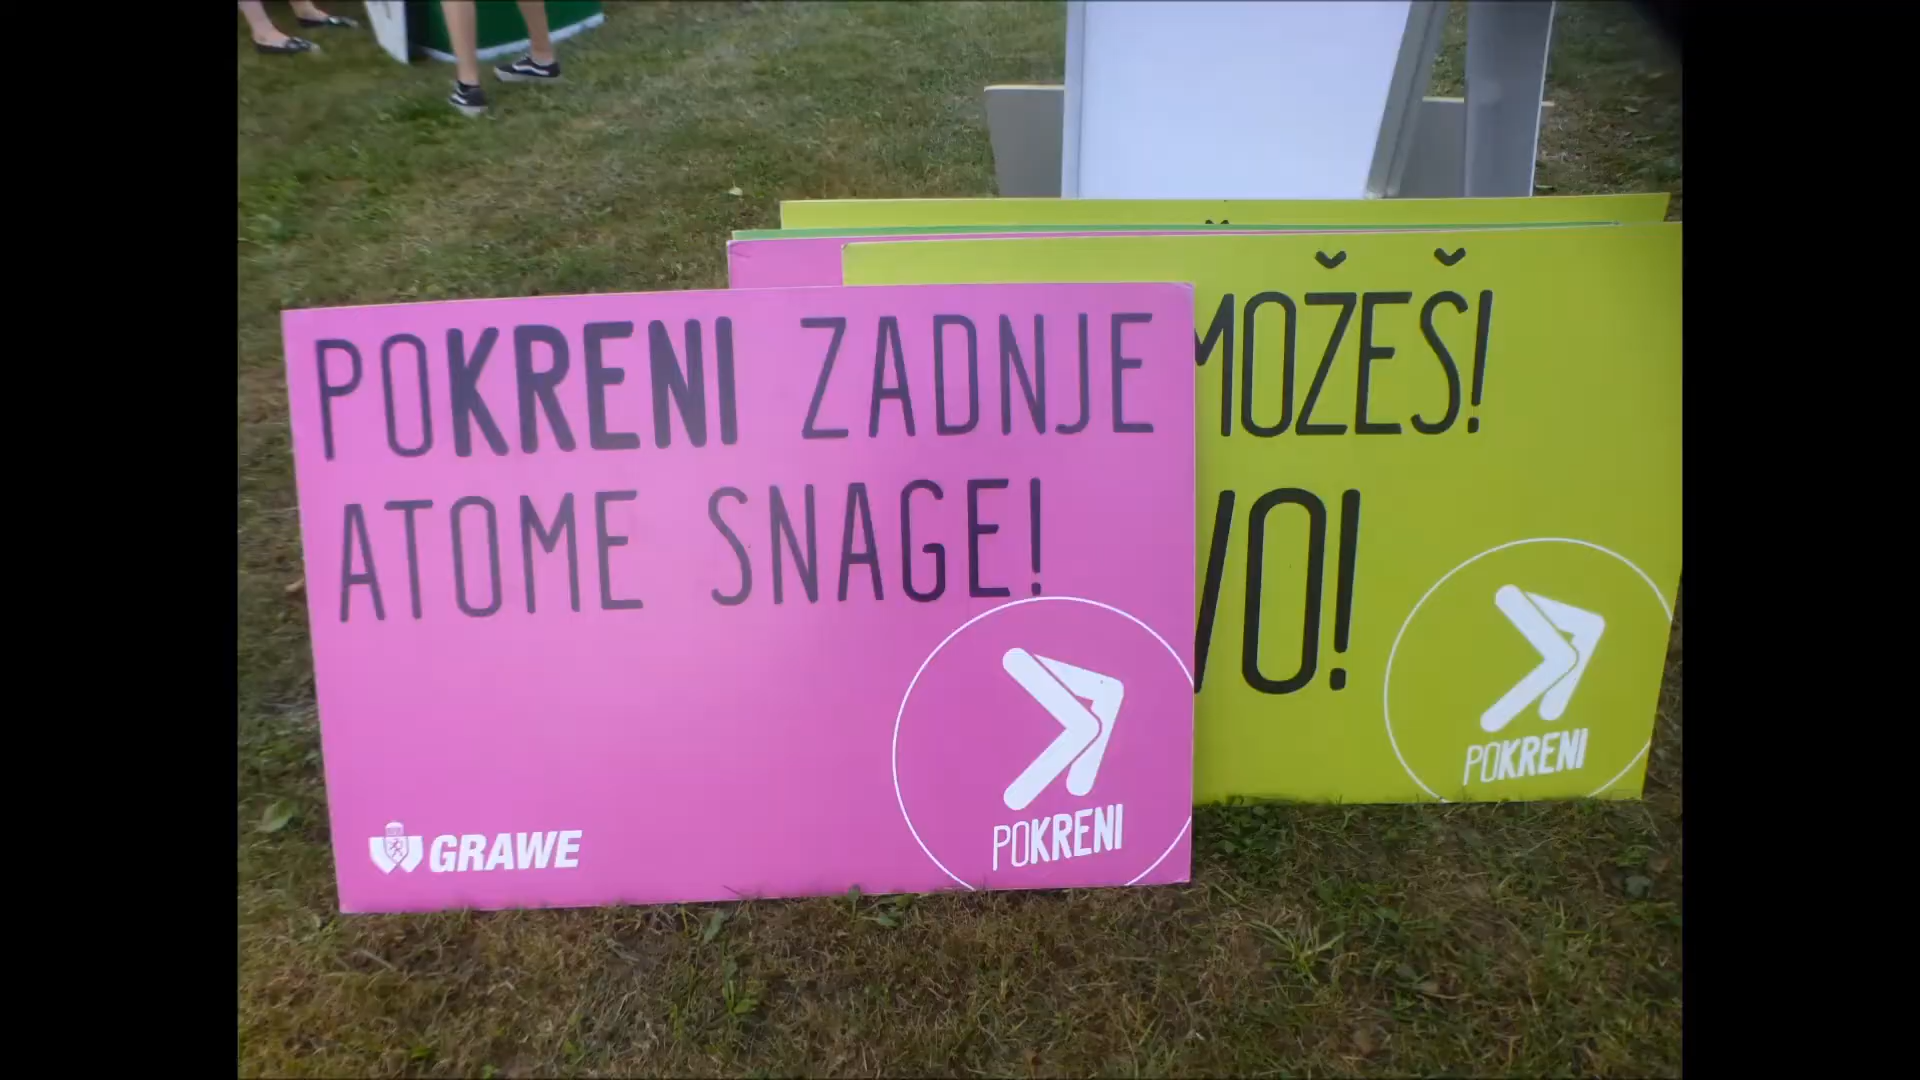 POKRENI ZADNJE
ATOME SNAGE!
GRAWE
POKRENI
MOŽEŠ!
VO!
POKRENI